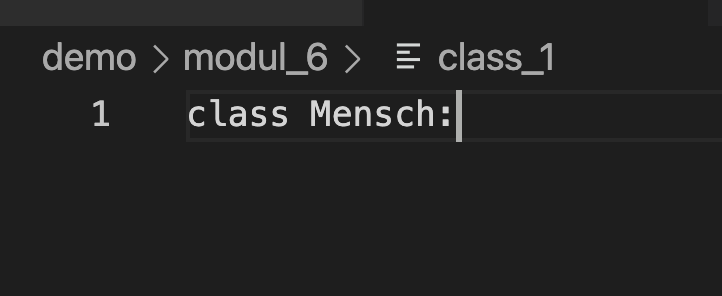 demo > modul_6 > class_1
1 class Mensch: